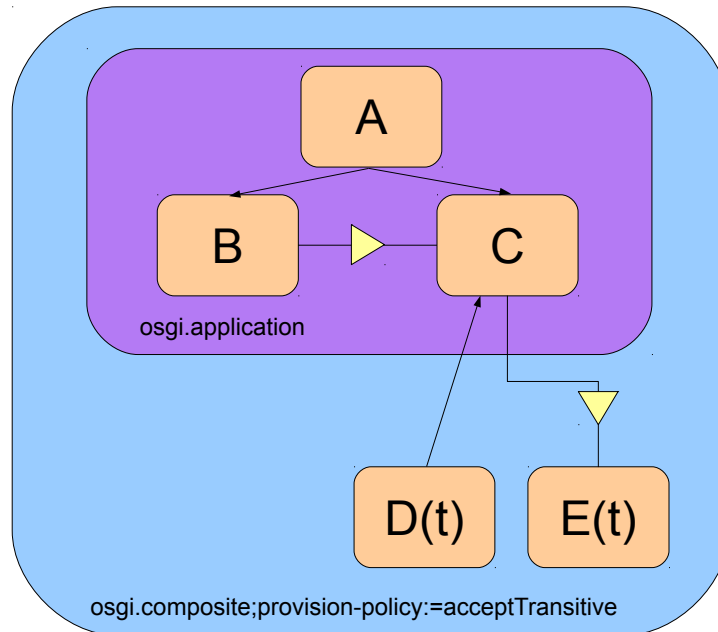 A
B
C
osgi.application
D(t)
E(t)
osgi.composite;provision-policy:=acceptTransitive